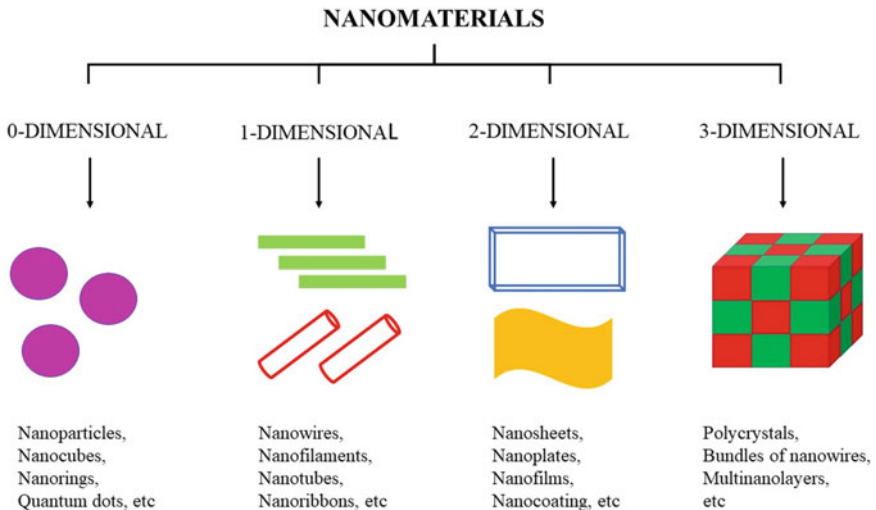 NANOMATERIALS
0-DIMENSIONAL
1-DIMENSIONAL
2-DIMENSIONAL
3-DIMENSIONAL
Nanoparticles,
Nanocubes,
Nanorings,
Quantum dots, etc
Nanowires,
Nanofilaments,
Nanotubes,
Nanoribbons, etc
Nanosheets,
Nanoplates,
Nanofilms,
Nanocoating, etc
Polycrystals,
Bundles of nanowires,
Multinanolayers,
etc